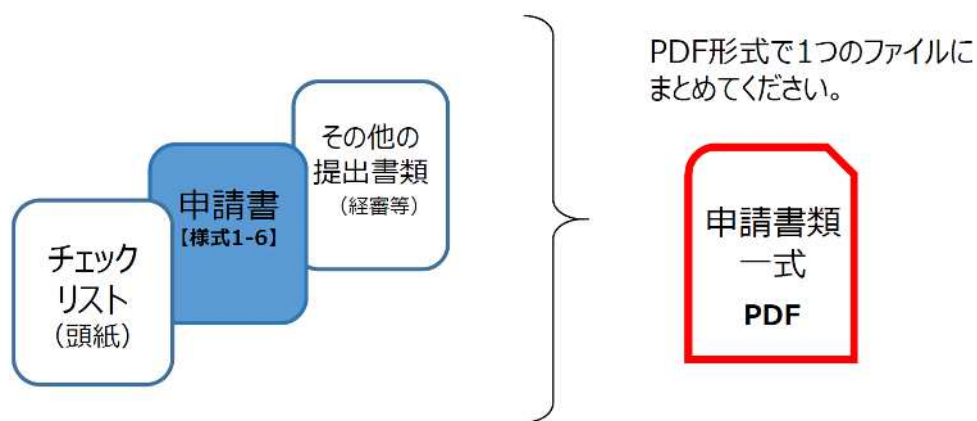 チェック
リスト
（頭紙）
申請書
【様式1-6】
その他の
提出書類
（経審等）
PDF形式で1つのファイルに
まとめてください。
申請書類
一式
PDF